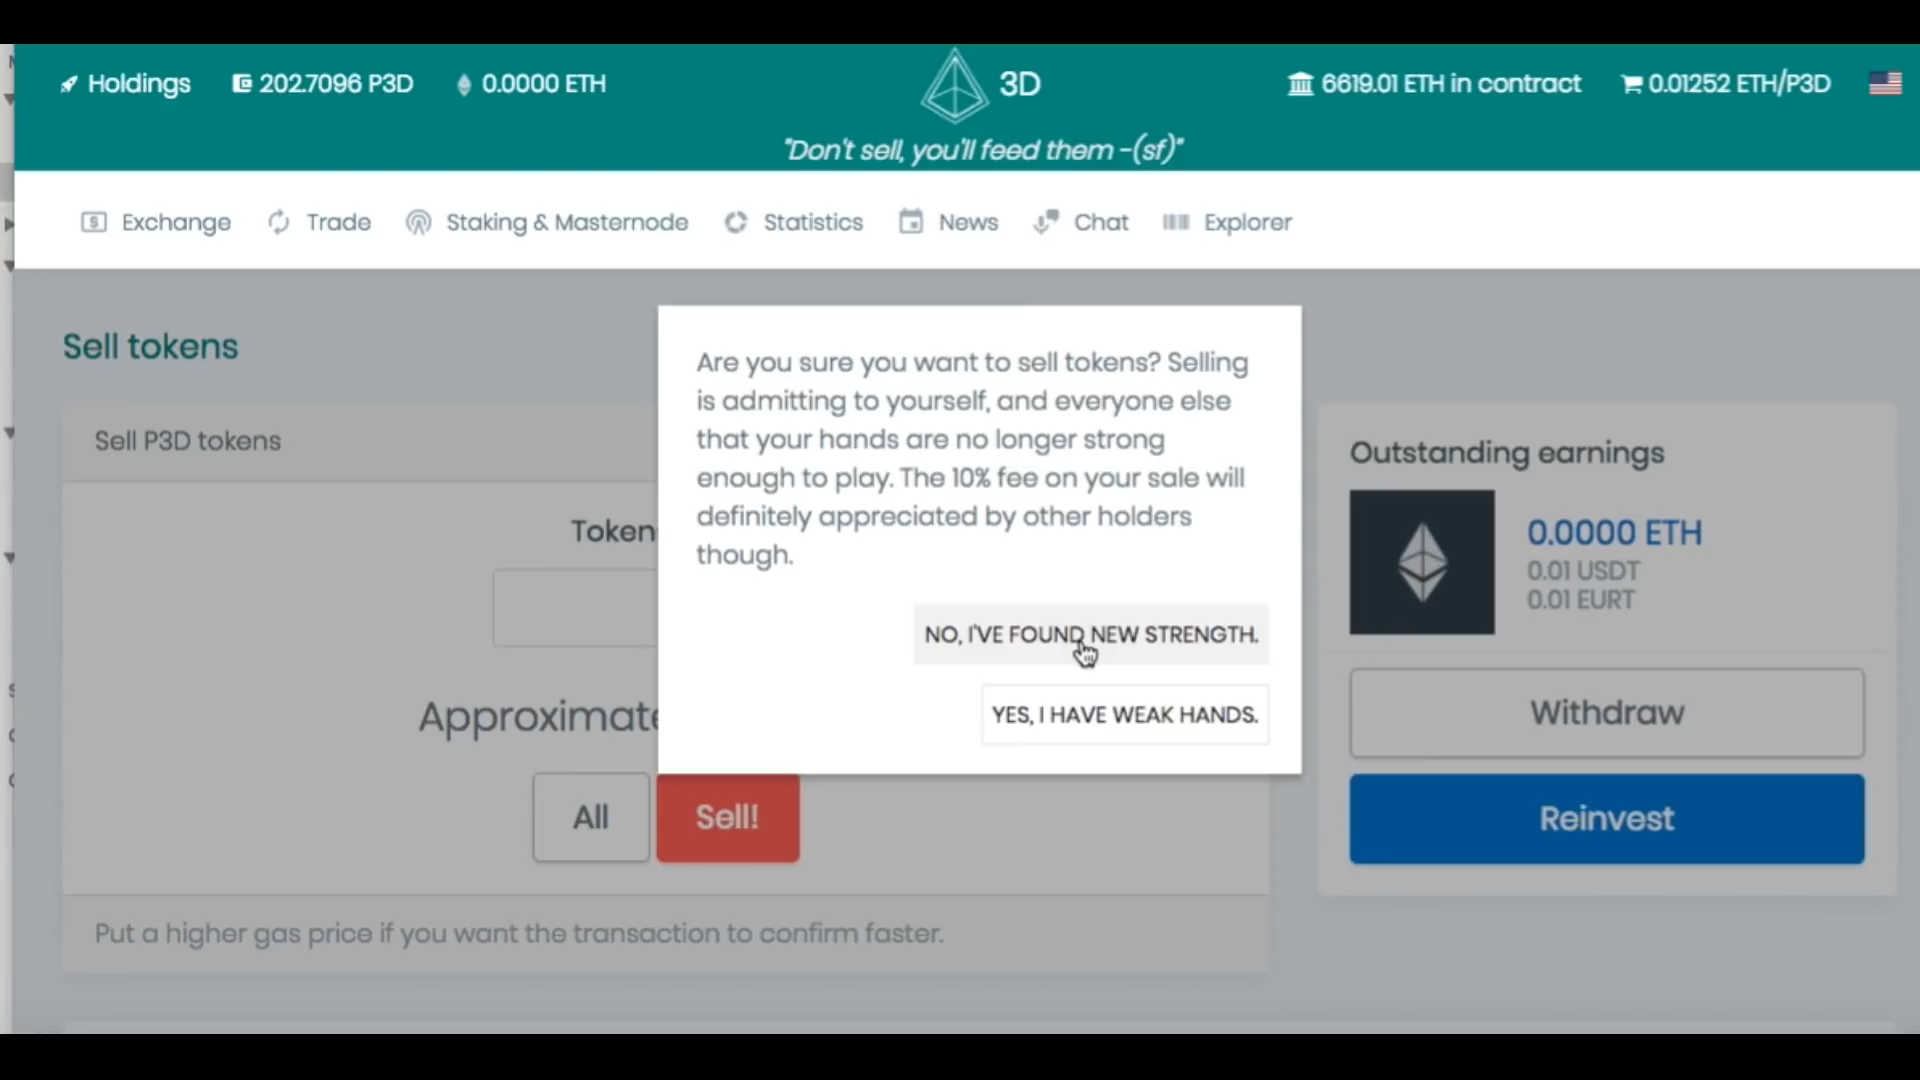 Holdings 202.7096 P3D 0.0000 ETH 3D 6619.01 ETH in contract 0.01252 ETH/P3D
"Don't sell, you'll feed them -(sf)"
Exchange Trade Staking & Masternode Statistics News Chat Explorer
Sell tokens
Sell P3D tokens
Token
Approximate
All Sell!
Put a higher gas price if you want the transaction to confirm faster.
Are you sure you want to sell tokens? Selling
is admitting to yourself, and everyone else
that your hands are no longer strong
enough to play. The 10% fee on your sale will
definitely appreciated by other holders
though.
NO, I'VE FOUND NEW STRENGTH.
YES, I HAVE WEAK HANDS.
Outstanding earnings
0.0000 ETH
0.01 USDT
0.01 EURT
Withdraw
Reinvest